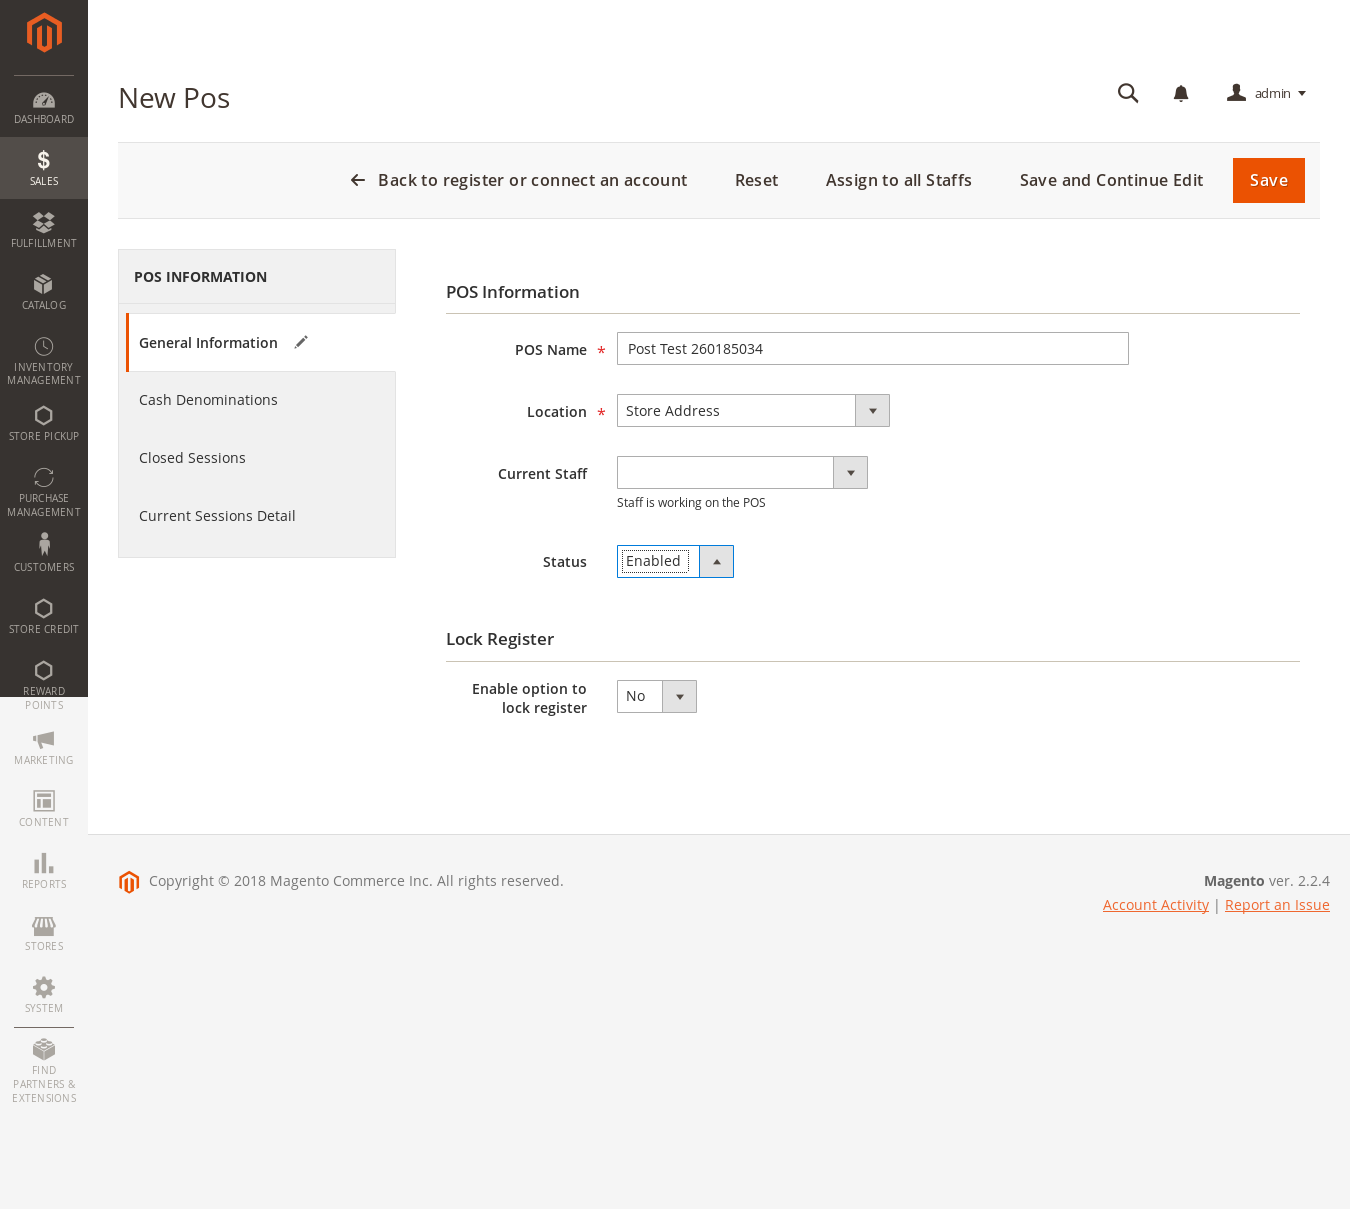 New Pos
admin
Back to register or connect an account
Reset
Assign to all Staffs
Save and Continue Edit
Save
DASHBOARD
SALES
FULFILLMENT
CATALOG
INVENTORY
MANAGEMENT
STORE PICKUP
PURCHASE
MANAGEMENT
CUSTOMERS
STORE CREDIT
REWARD
POINTS
MARKETING
CONTENT
REPORTS
STORES
SYSTEM
FIND
PARTNERS &
EXTENSIONS
POS INFORMATION
General Information
Cash Denominations
Closed Sessions
Current Sessions Detail
POS Information
POS Name * Post Test 260185034
Location * Store Address
Current Staff
Staff is working on the POS
Status Enabled
Lock Register
Enable option to
lock register
No
Copyright © 2018 Magento Commerce Inc. All rights reserved.
Magento ver. 2.2.4
Account Activity | Report an Issue